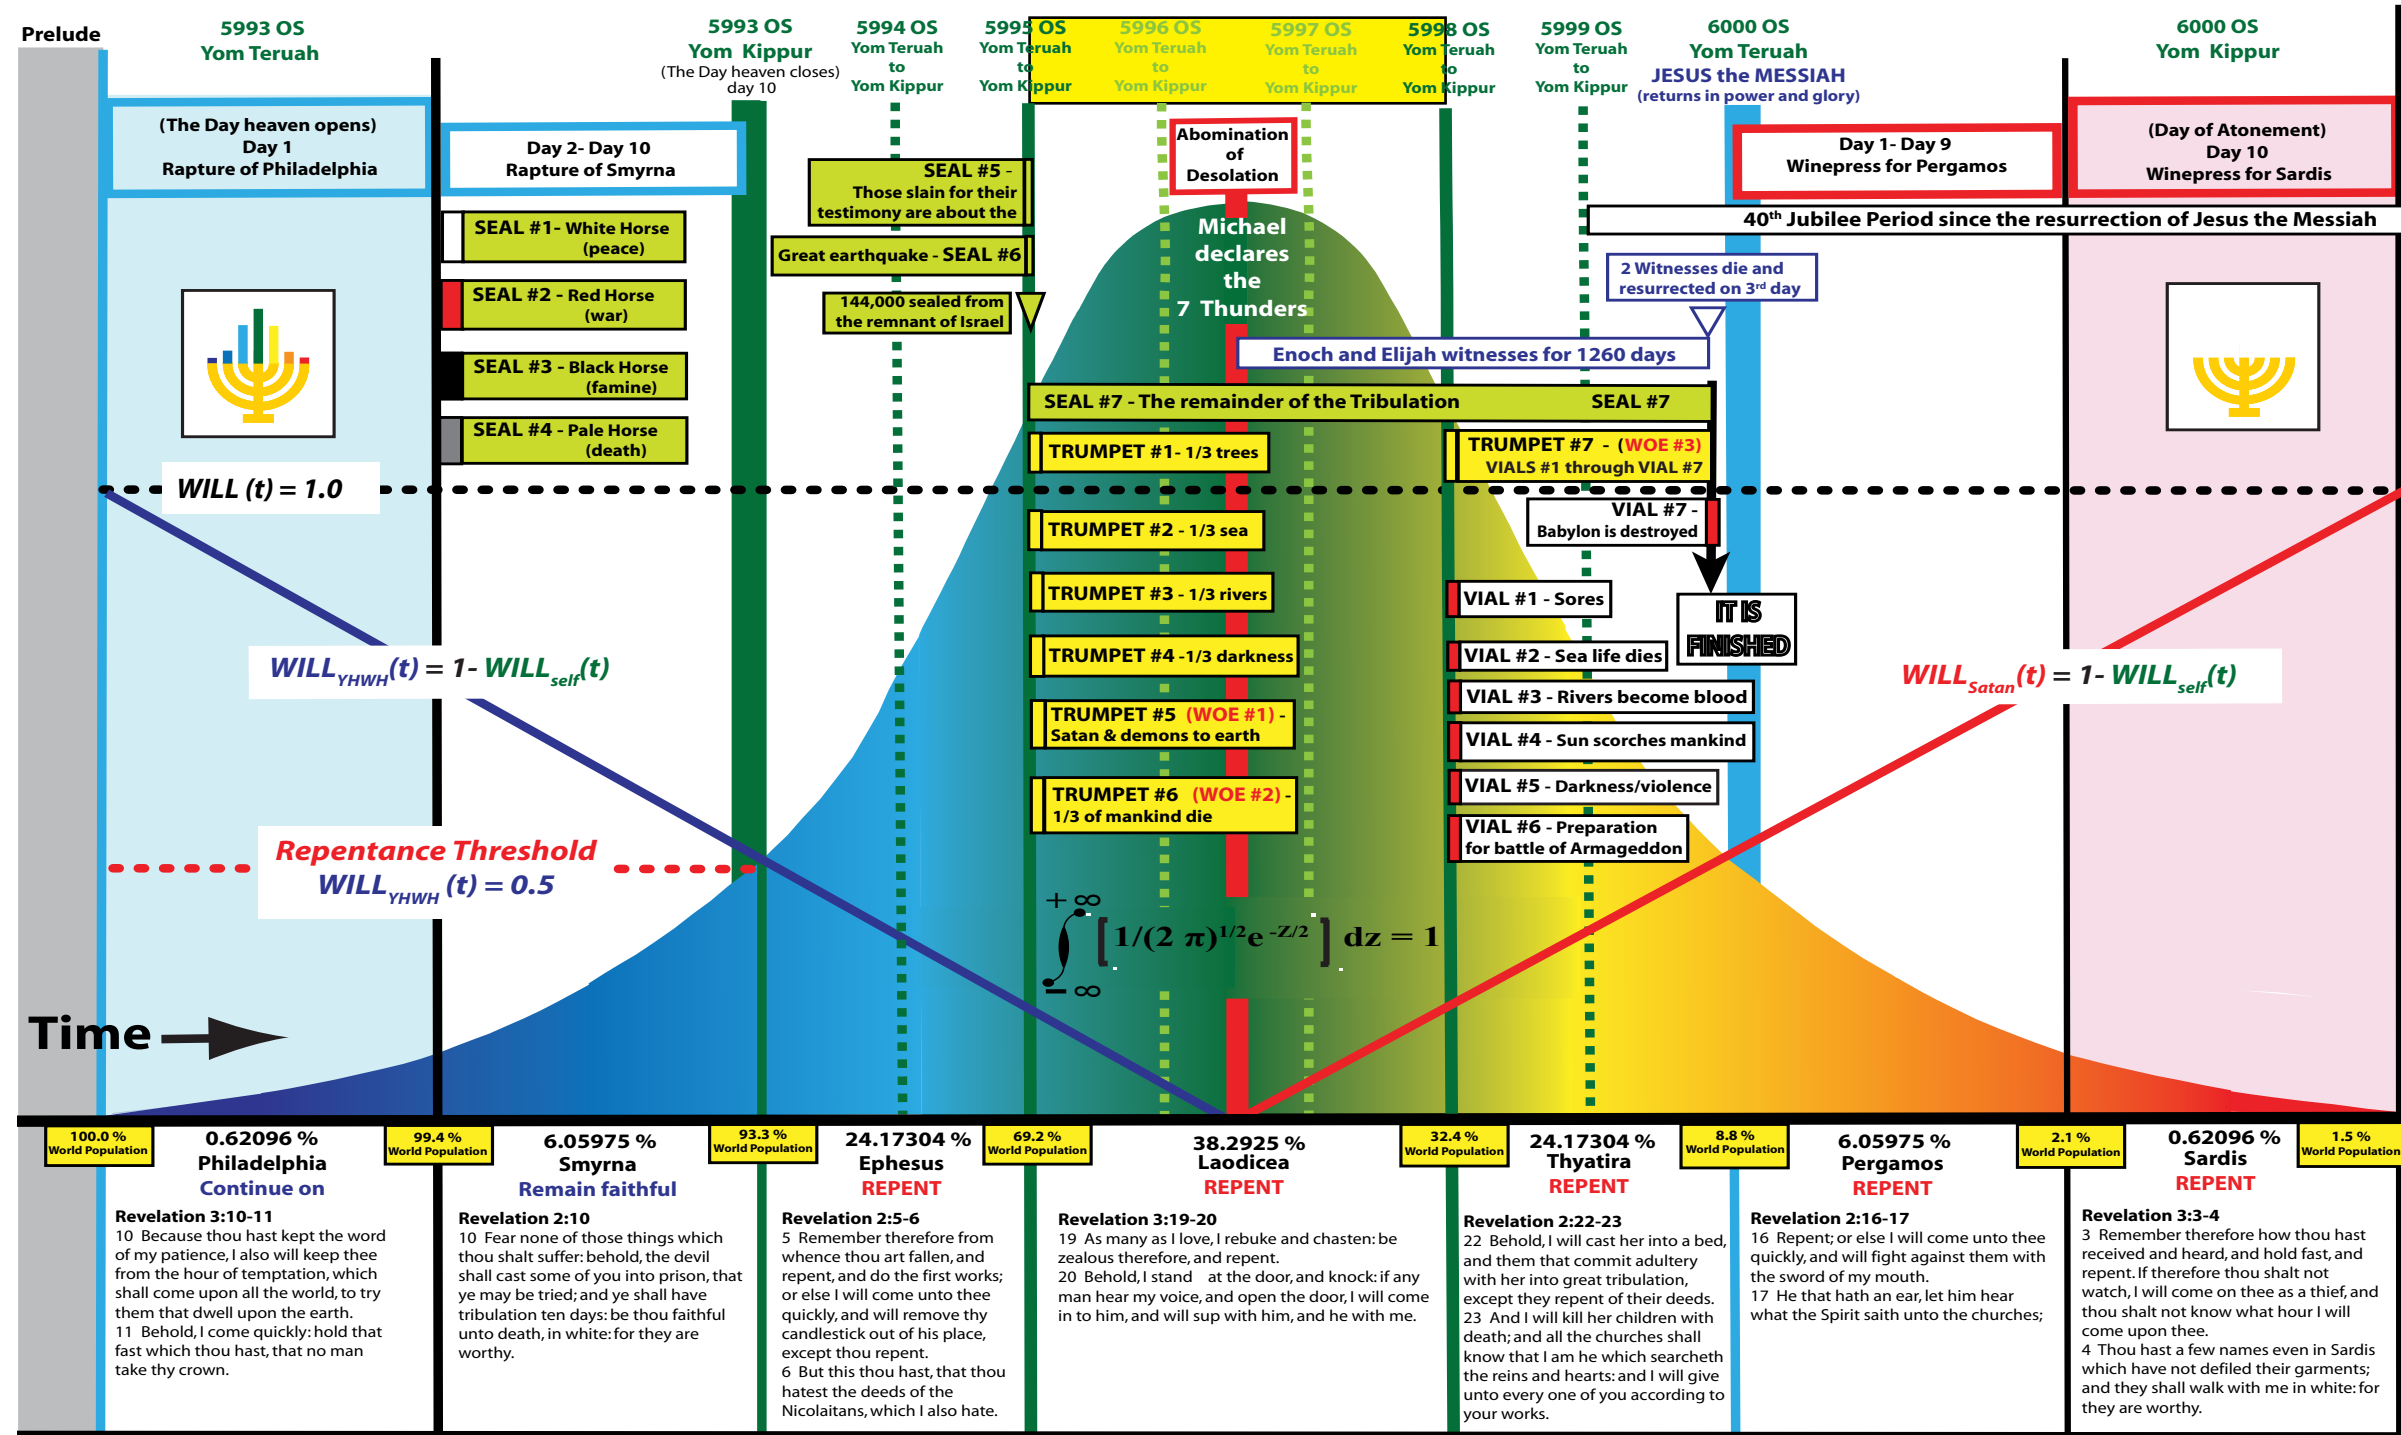 Prelude
5993 OS
Yom Teruah
5993 OS
Yom Kippur
(The Day heaven closes)
day 10
5994 OS
Yom Teruah
to
Yom Kippur
5995 OS
Yom Teruah
to
Yom Kippur
5996 OS
Yom Teruah
to
Yom Kippur
5997 OS
Yom Teruah
to
Yom Kippur
5998 OS
Yom Teruah
to
Yom Kippur
5999 OS
Yom Teruah
to
Yom Kippur
6000 OS
Yom Teruah
JESUS the MESSIAH
(returns in power and glory)
6000 OS
Yom Kippur
(The Day heaven opens)
Day 1
Rapture of Philadelphia
Day 2- Day 10
Rapture of Smyrna
SEAL #5 -
Those slain for their
testimony are about the
Abomination
of
Desolation
Day 1- Day 9
Winepress for Pergamos
(Day of Atonement)
Day 10
Winepress for Sardis
40th Jubilee Period since the resurrection of Jesus the Messiah
SEAL #1- White Horse
(peace)
SEAL #2 - Red Horse
(war)
SEAL #3 - Black Horse
(famine)
SEAL #4 - Pale Horse
(death)
Great earthquake - SEAL #6
144,000 sealed from
the remnant of Israel
Michael
declares
the
7 Thunders
2 Witnesses die and
resurrected on 3rd day
Enoch and Elijah witnesses for 1260 days
SEAL #7 - The remainder of the Tribulation SEAL #7
TRUMPET #1- 1/3 trees
TRUMPET #7 - (WOE #3)
VIALS #1 through VIAL #7
WILL (t) = 1.0
TRUMPET #2 - 1/3 sea
VIAL #7 -
Babylon is destroyed
TRUMPET #3 - 1/3 rivers
VIAL #1 - Sores
IT IS
FINISHED
TRUMPET #4 -1/3 darkness
VIAL #2 - Sea life dies
WILLYHWH(t) = 1- WILLself(t)
WILLSatan(t) = 1- WILLself(t)
VIAL #3 - Rivers become blood
TRUMPET #5 (WOE #1) -
Satan & demons to earth
VIAL #4 - Sun scorches mankind
VIAL #5 - Darkness/violence
TRUMPET #6 (WOE #2) -
1/3 of mankind die
VIAL #6 - Preparation
for battle of Armageddon
Repentance Threshold
WILLYHWH (t) = 0.5
+ ∞
∫ [1/(2 π)1/2e -Z/2 ] dz = 1
− ∞
Time
100.0 %
World Population
0.62096 %
Philadelphia
Continue on
99.4 %
World Population
6.05975 %
Smyrna
Remain faithful
93.3 %
World Population
24.17304 %
Ephesus
REPENT
69.2 %
World Population
38.2925 %
Laodicea
REPENT
32.4 %
World Population
24.17304 %
Thyatira
REPENT
8.8 %
World Population
6.05975 %
Pergamos
REPENT
2.1 %
World Population
0.62096 %
Sardis
REPENT
1.5 %
World Population
Revelation 3:10-11
10 Because thou hast kept the word
of my patience, I also will keep thee
from the hour of temptation, which
shall come upon all the world, to try
them that dwell upon the earth.
11 Behold, I come quickly: hold that
fast which thou hast, that no man
take thy crown.
Revelation 2:10
10 Fear none of those things which
thou shalt suffer: behold, the devil
shall cast some of you into prison, that
ye may be tried; and ye shall have
tribulation ten days: be thou faithful
unto death, in white: for they are
worthy.
Revelation 2:5-6
5 Remember therefore from
whence thou art fallen, and
repent, and do the first works;
or else I will come unto thee
quickly, and will remove thy
candlestick out of his place,
except thou repent.
6 But this thou hast, that thou
hatest the deeds of the
Nicolaitans, which I also hate.
Revelation 3:19-20
19 As many as I love, I rebuke and chasten: be
zealous therefore, and repent.
20 Behold, I stand at the door, and knock: if any
man hear my voice, and open the door, I will come
in to him, and will sup with him, and he with me.
Revelation 2:22-23
22 Behold, I will cast her into a bed,
and them that commit adultery
with her into great tribulation,
except they repent of their deeds.
23 And I will kill her children with
death; and all the churches shall
know that I am he which searcheth
the reins and hearts: and I will give
unto every one of you according to
your works.
Revelation 2:16-17
16 Repent; or else I will come unto thee
quickly, and will fight against them with
the sword of my mouth.
17 He that hath an ear, let him hear
what the Spirit saith unto the churches;
Revelation 3:3-4
3 Remember therefore how thou hast
received and heard, and hold fast, and
repent. If therefore thou shalt not
watch, I will come on thee as a thief, and
thou shalt not know what hour I will
come upon thee.
4 Thou hast a few names even in Sardis
which have not defiled their garments;
and they shall walk with me in white: for
they are worthy.